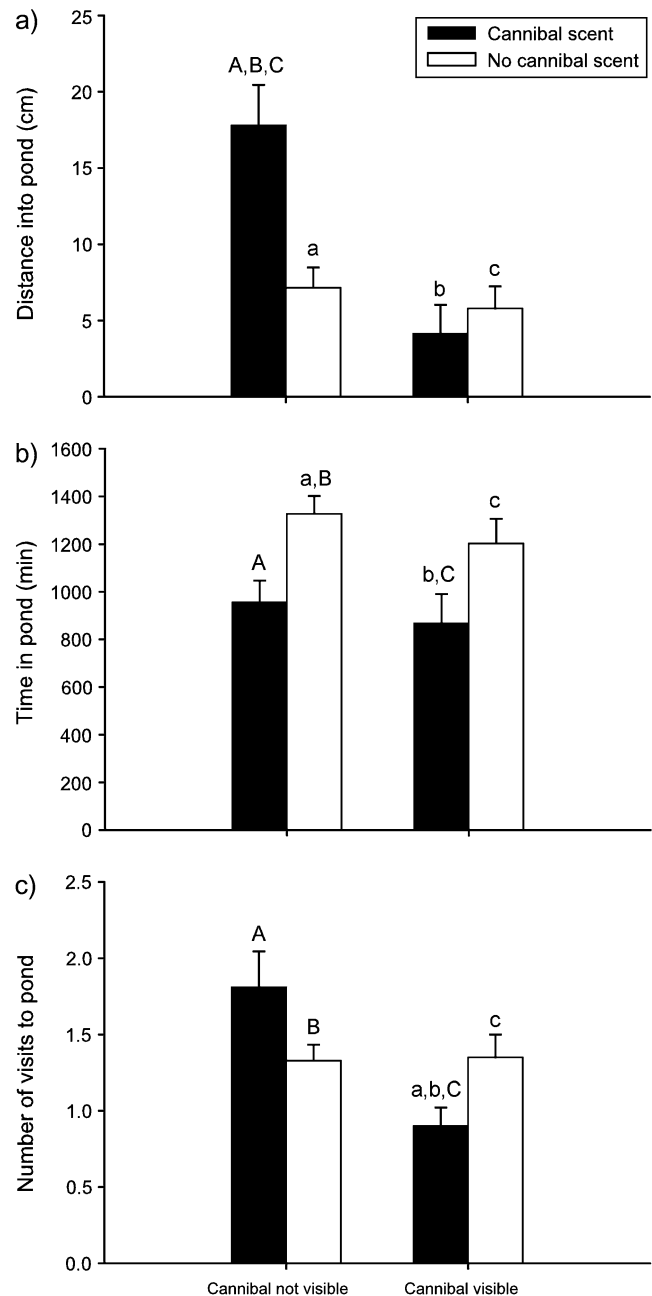 a)
25
20
15
10
5
0
Distance into pond (cm)
Cannibal scent
No cannibal scent
A,B,C
a
b
c
b)
1600
1400
1200
1000
800
600
400
200
0
Time in pond (min)
A
a,B
b,C
c
c)
2.5
2.0
1.5
1.0
0.5
0.0
Number of visits to pond
A
B
a,b,C
c
Cannibal not visible
Cannibal visible